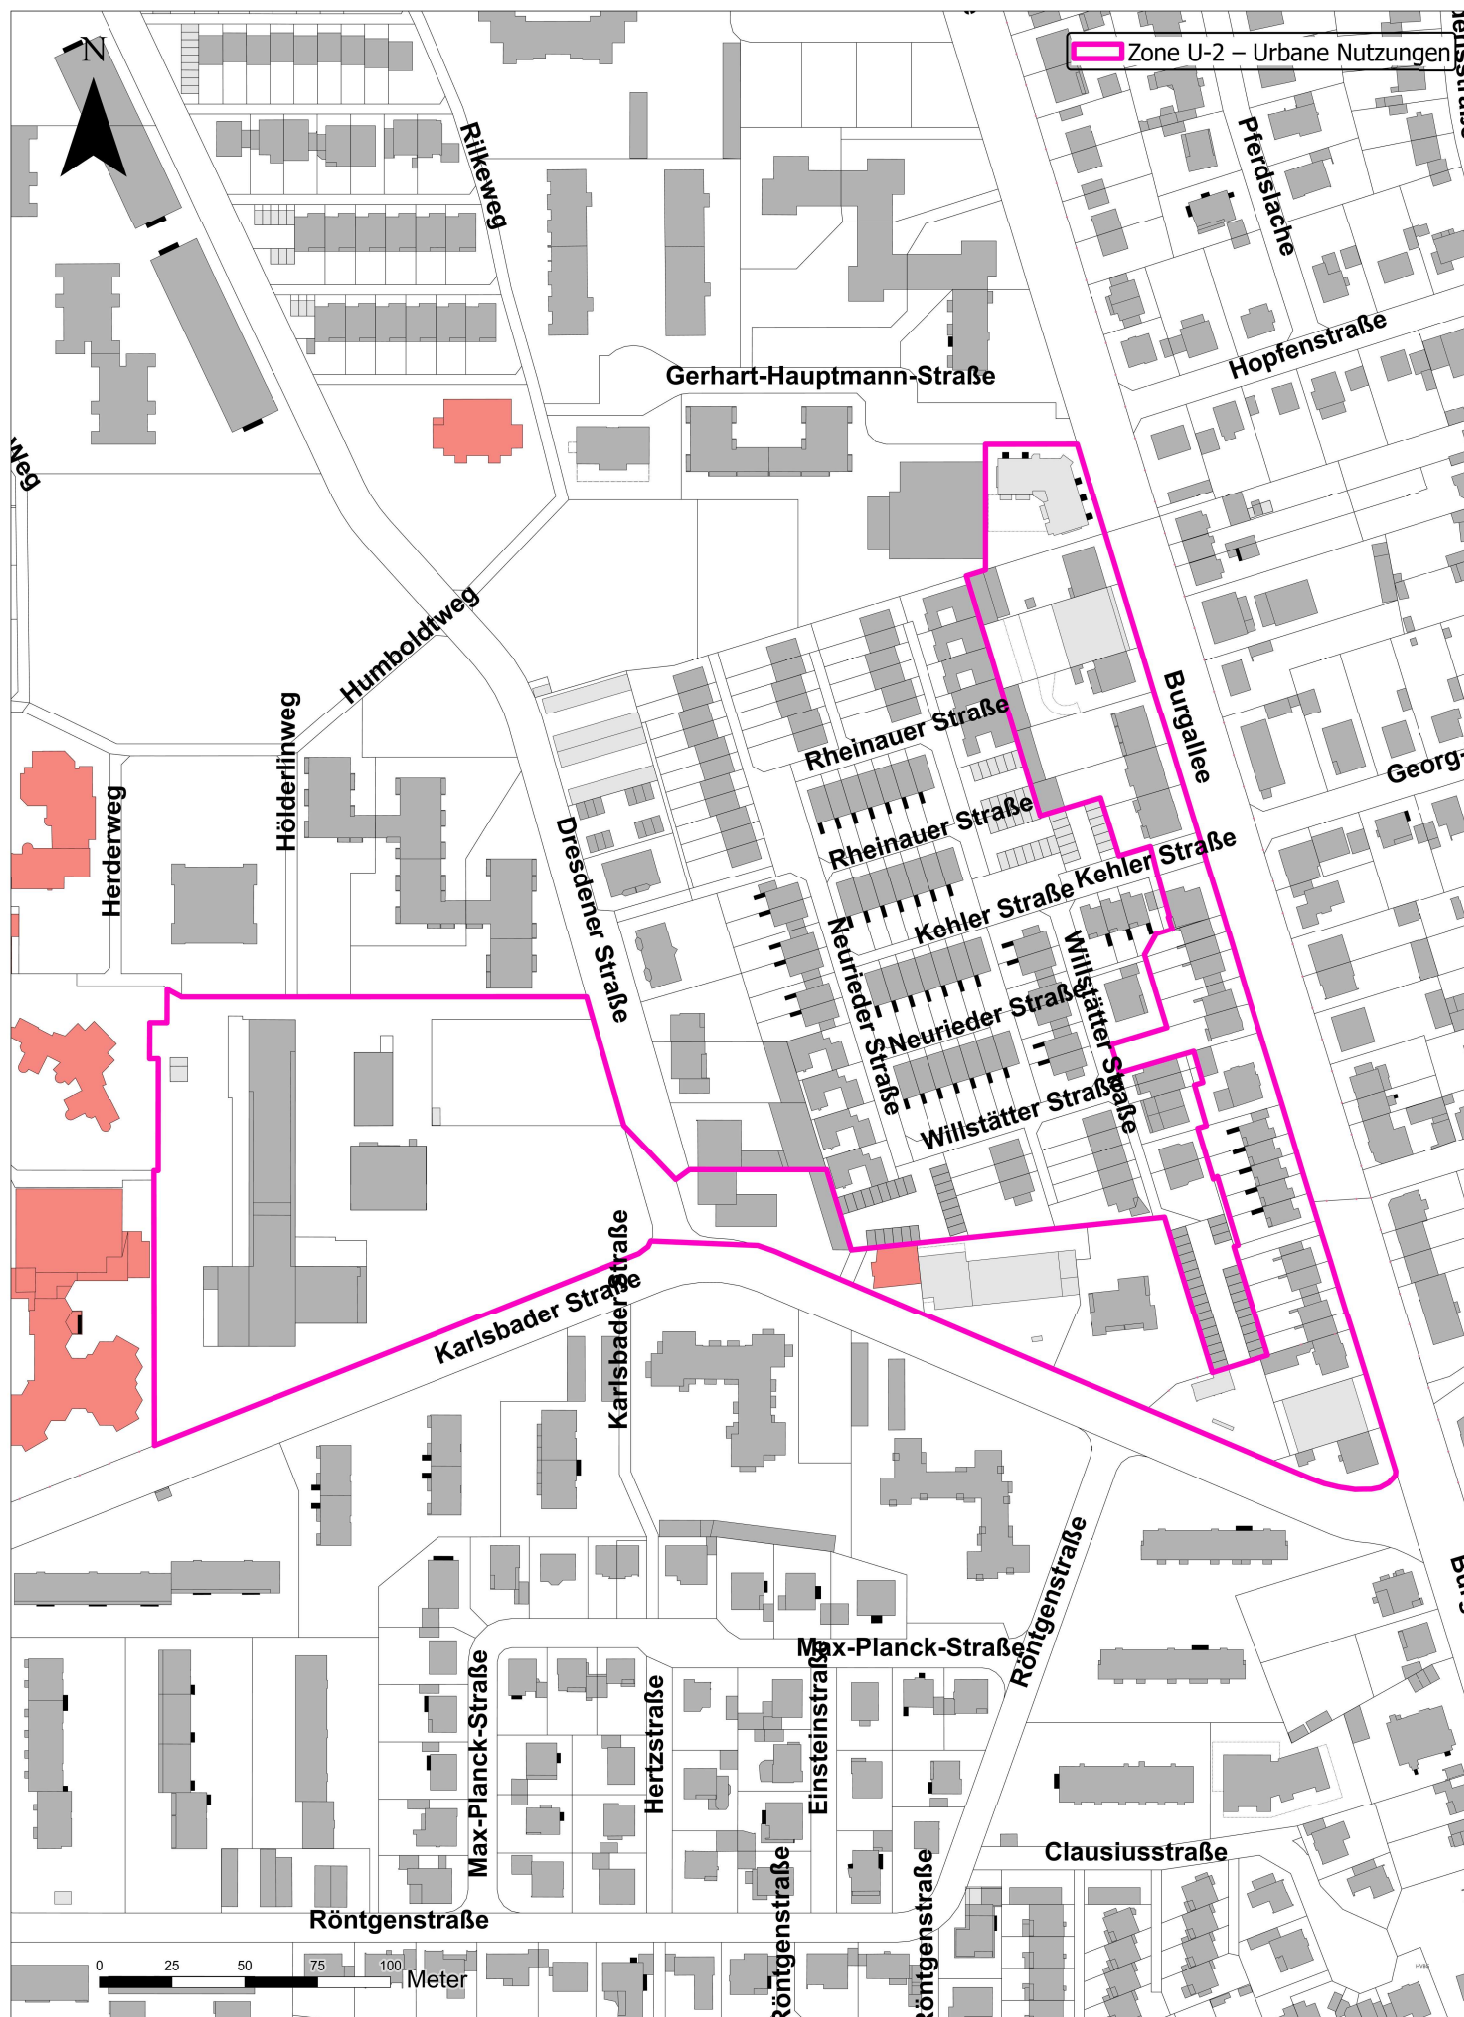 N
Zone U-2 – Urbane Nutzungen
Rilkeweg
Pferdslache
Hopfenstraße
Gerhart-Hauptmann-Straße
Weg
Humboldtweg
Hölderlinweg
Herderweg
Dresdener Straße
Rheinauer Straße
Rheinauer Straße
Burgallee
Georg-
Kehler Straße
Kehler Straße
Neurieder Straße
Neurieder Straße
Willstätter Straße
Willstätter Straße
Karlsbader Straße
Karlsbader Straße
Röntgenstraße
Max-Planck-Straße
Max-Planck-Straße
Hertzstraße
Einsteinstraße
Clausiusstraße
Röntgenstraße
Röntgenstraße
Röntgenstraße
0 25 50 75 100
Meter